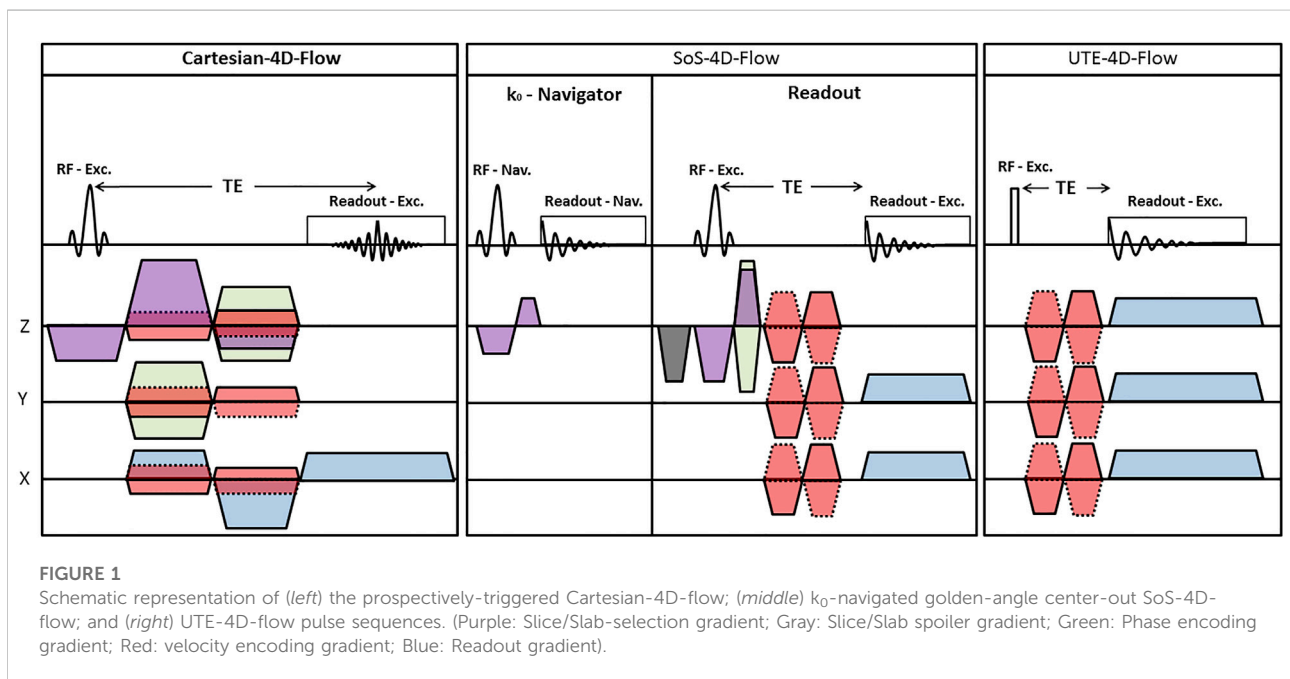 Cartesian-4D-Flow
SoS-4D-Flow
UTE-4D-Flow
k₀ - Navigator
Readout
RF - Exc.
TE
Readout - Exc.
RF - Nav.
Readout - Nav.
RF - Exc.
TE
Readout - Exc.
RF - Exc.
TE
Readout - Exc.
Z
Y
X
FIGURE 1
Schematic representation of (left) the prospectively-triggered Cartesian-4D-flow; (middle) k₀-navigated golden-angle center-out SoS-4D-
flow; and (right) UTE-4D-flow pulse sequences. (Purple: Slice/Slab-selection gradient; Gray: Slice/Slab spoiler gradient; Green: Phase encoding
gradient; Red: velocity encoding gradient; Blue: Readout gradient).